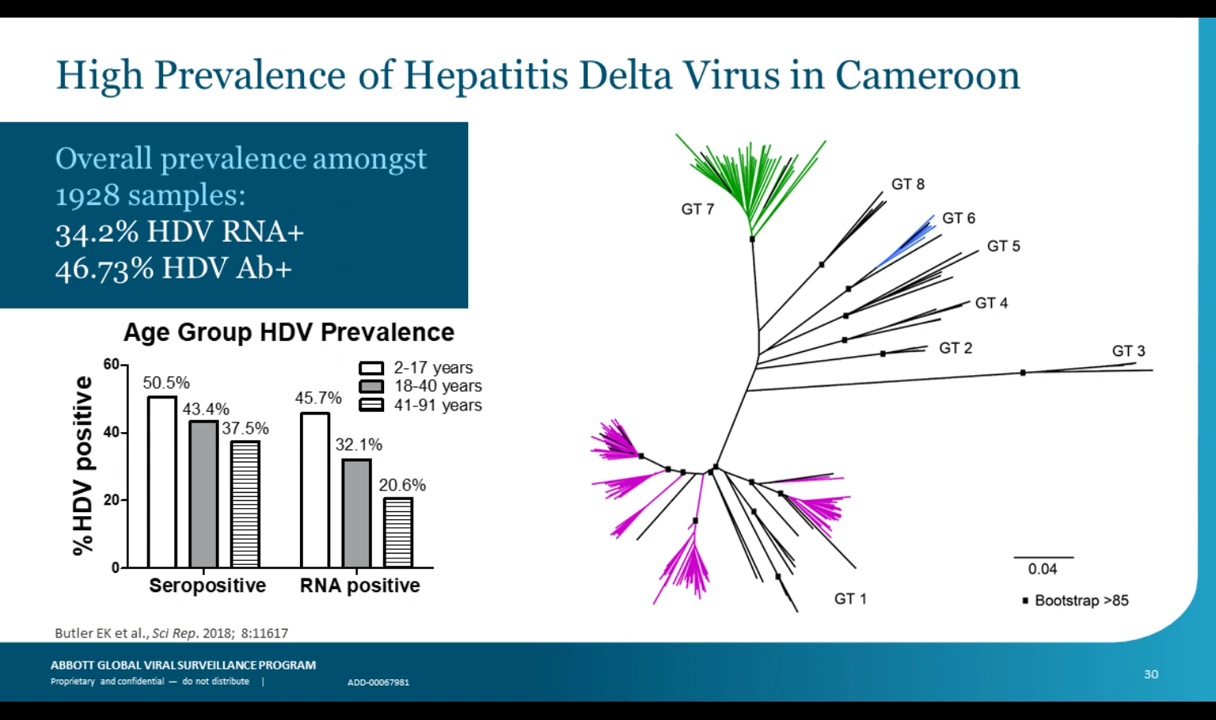 High Prevalence of Hepatitis Delta Virus in Cameroon
Overall prevalence amongst
1928 samples:
34.2% HDV RNA+
46.73% HDV Ab+
Age Group HDV Prevalence
%HDV positive
60
40
20
0
50.5%
43.4%
37.5%
45.7%
32.1%
20.6%
2-17 years
18-40 years
41-91 years
Seropositive
RNA positive
GT 7
GT 8
GT 6
GT 5
GT 4
GT 2
GT 3
GT 1
0.04
Bootstrap >85
Butler EK et al., Sci Rep. 2018; 8:11617
ABBOTT GLOBAL VIRAL SURVEILLANCE PROGRAM
Proprietary and confidential — do not distribute |
ADD-00067981
30